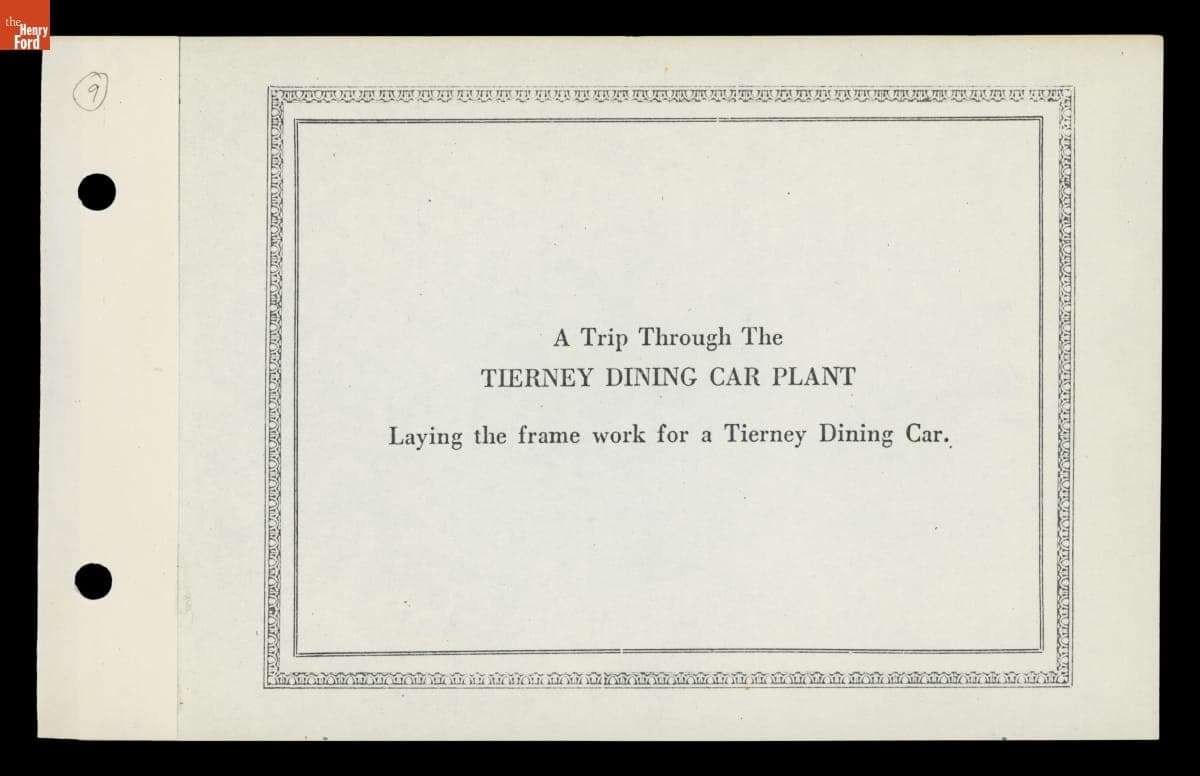 the
Henry
Ford
9
A Trip Through The
TIERNEY DINING CAR PLANT
Laying the frame work for a Tierney Dining Car.